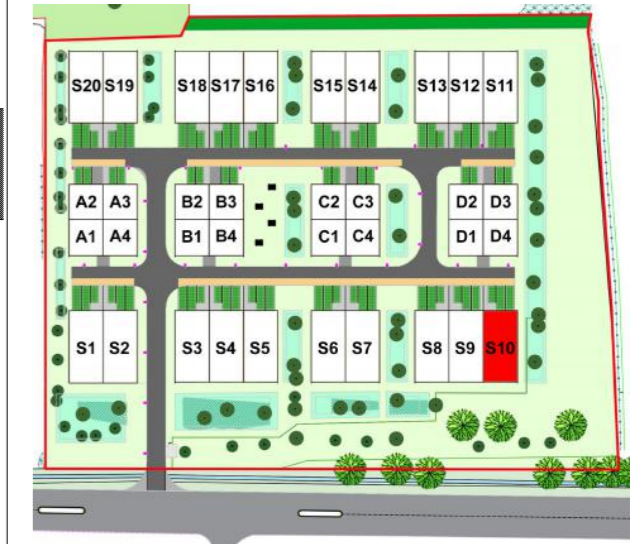 S20 S19 S18 S17 S16 S15 S14 S13 S12 S11
A2 A3 B2 B3 C2 C3 D2 D3
A1 A4 B1 B4 C1 C4 D1 D4
S1 S2 S3 S4 S5 S6 S7 S8 S9 S10